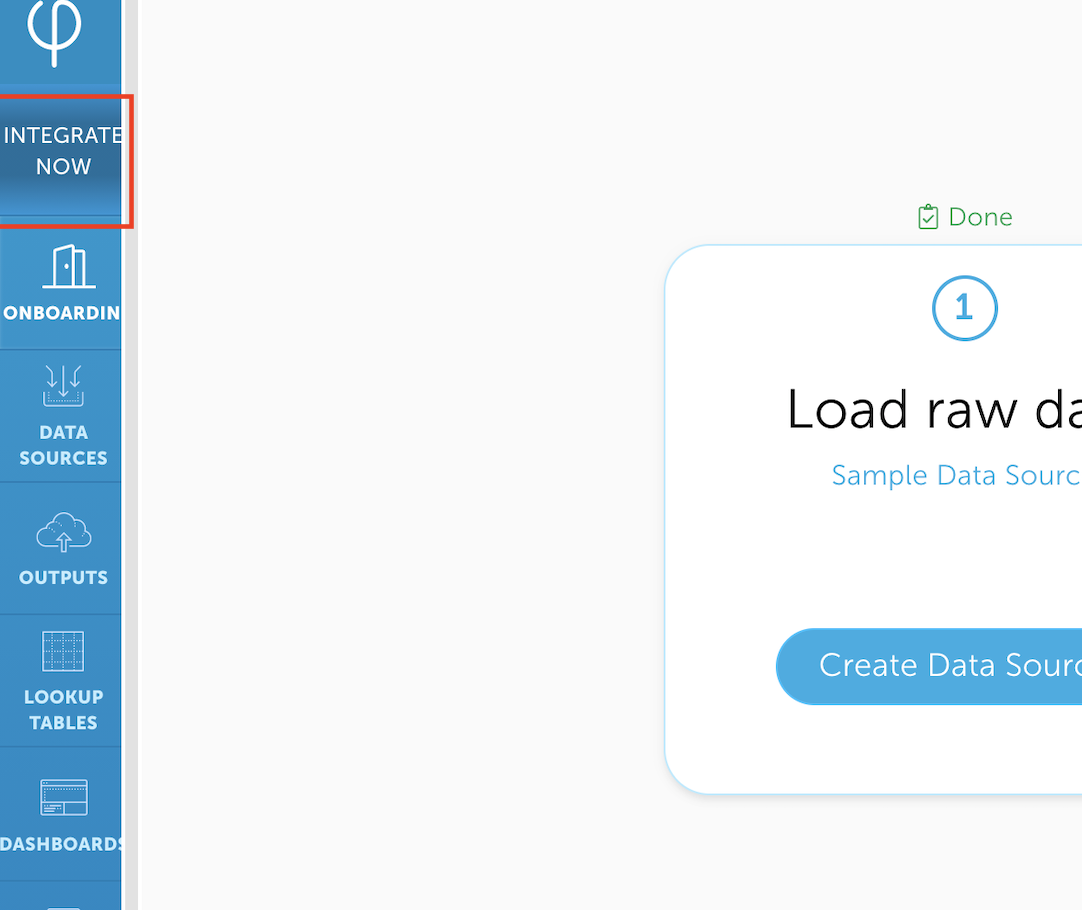 INTEGRATE
NOW
ONBOARDIN
DATA
SOURCES
OUTPUTS
LOOKUP
TABLES
DASHBOARDS
Done
1
Load raw da
Sample Data Sourc
Create Data Sourc